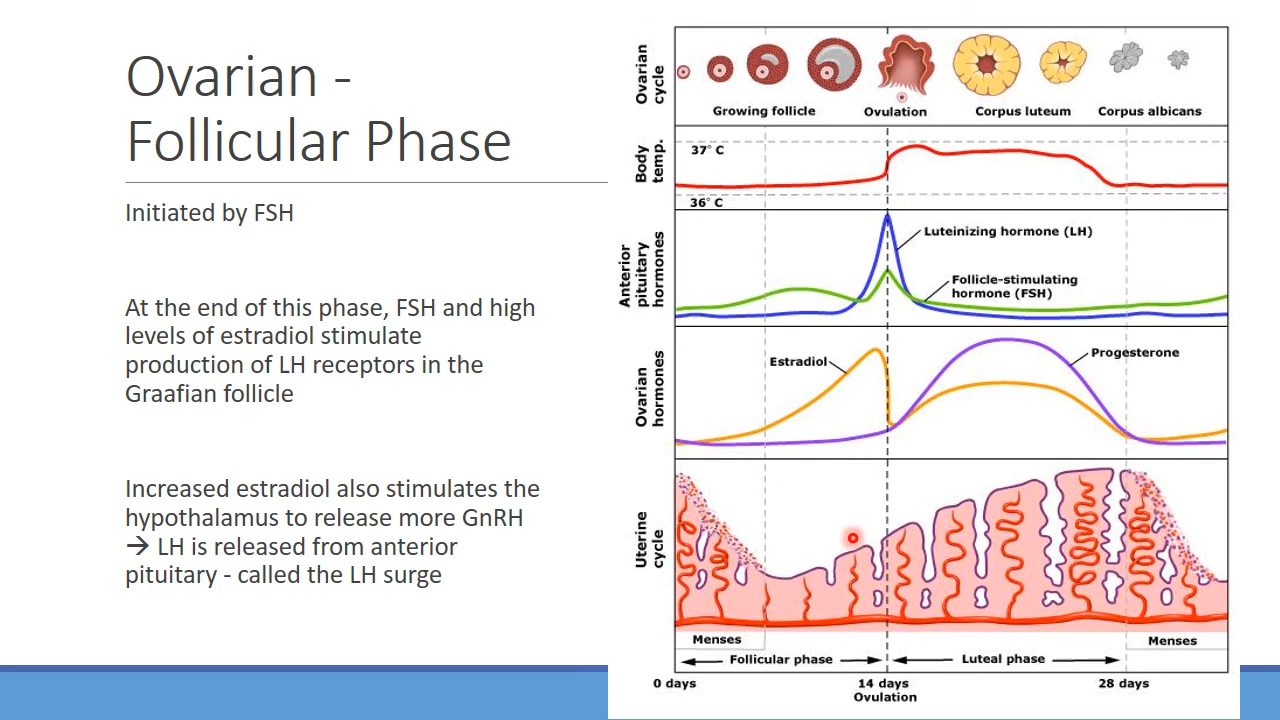 Ovarian -
Follicular Phase
Initiated by FSH
At the end of this phase, FSH and high
levels of estradiol stimulate
production of LH receptors in the
Graafian follicle
Increased estradiol also stimulates the
hypothalamus to release more GnRH
→ LH is released from anterior
pituitary - called the LH surge
Ovarian
cycle
Growing follicle
Ovulation
Corpus luteum
Corpus albicans
Body
temp.
37° C
36° C
Anterior
pituitary
hormones
Luteinizing hormone (LH)
Follicle-stimulating
hormone (FSH)
Ovarian
hormones
Estradiol
Progesterone
Uterine
cycle
Menses
Menses
Follicular phase
Luteal phase
0 days
14 days
28 days
Ovulation